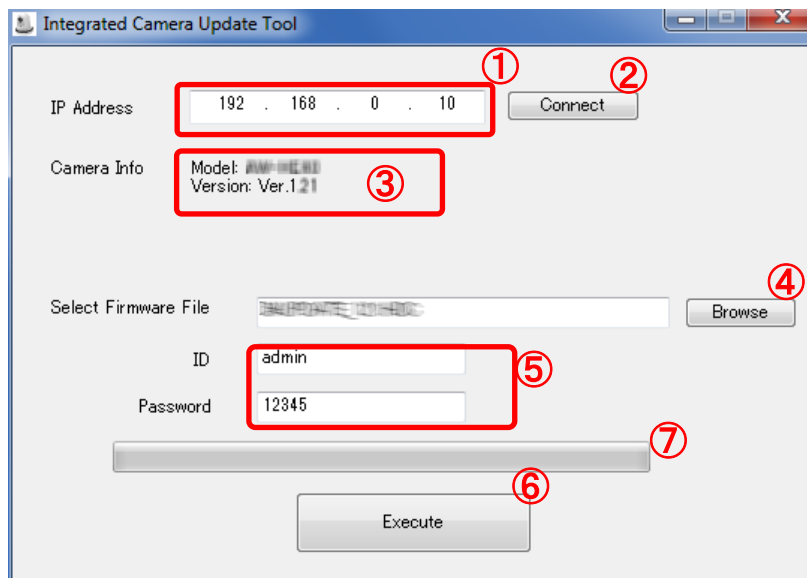 Integrated Camera Update Tool
①
②
IP Address 192 . 168 . 0 . 10 Connect
Camera Info Model:
Version: Ver.1.21
③
④
Select Firmware File Browse
ID admin
⑤
Password 12345
⑦
⑥
Execute